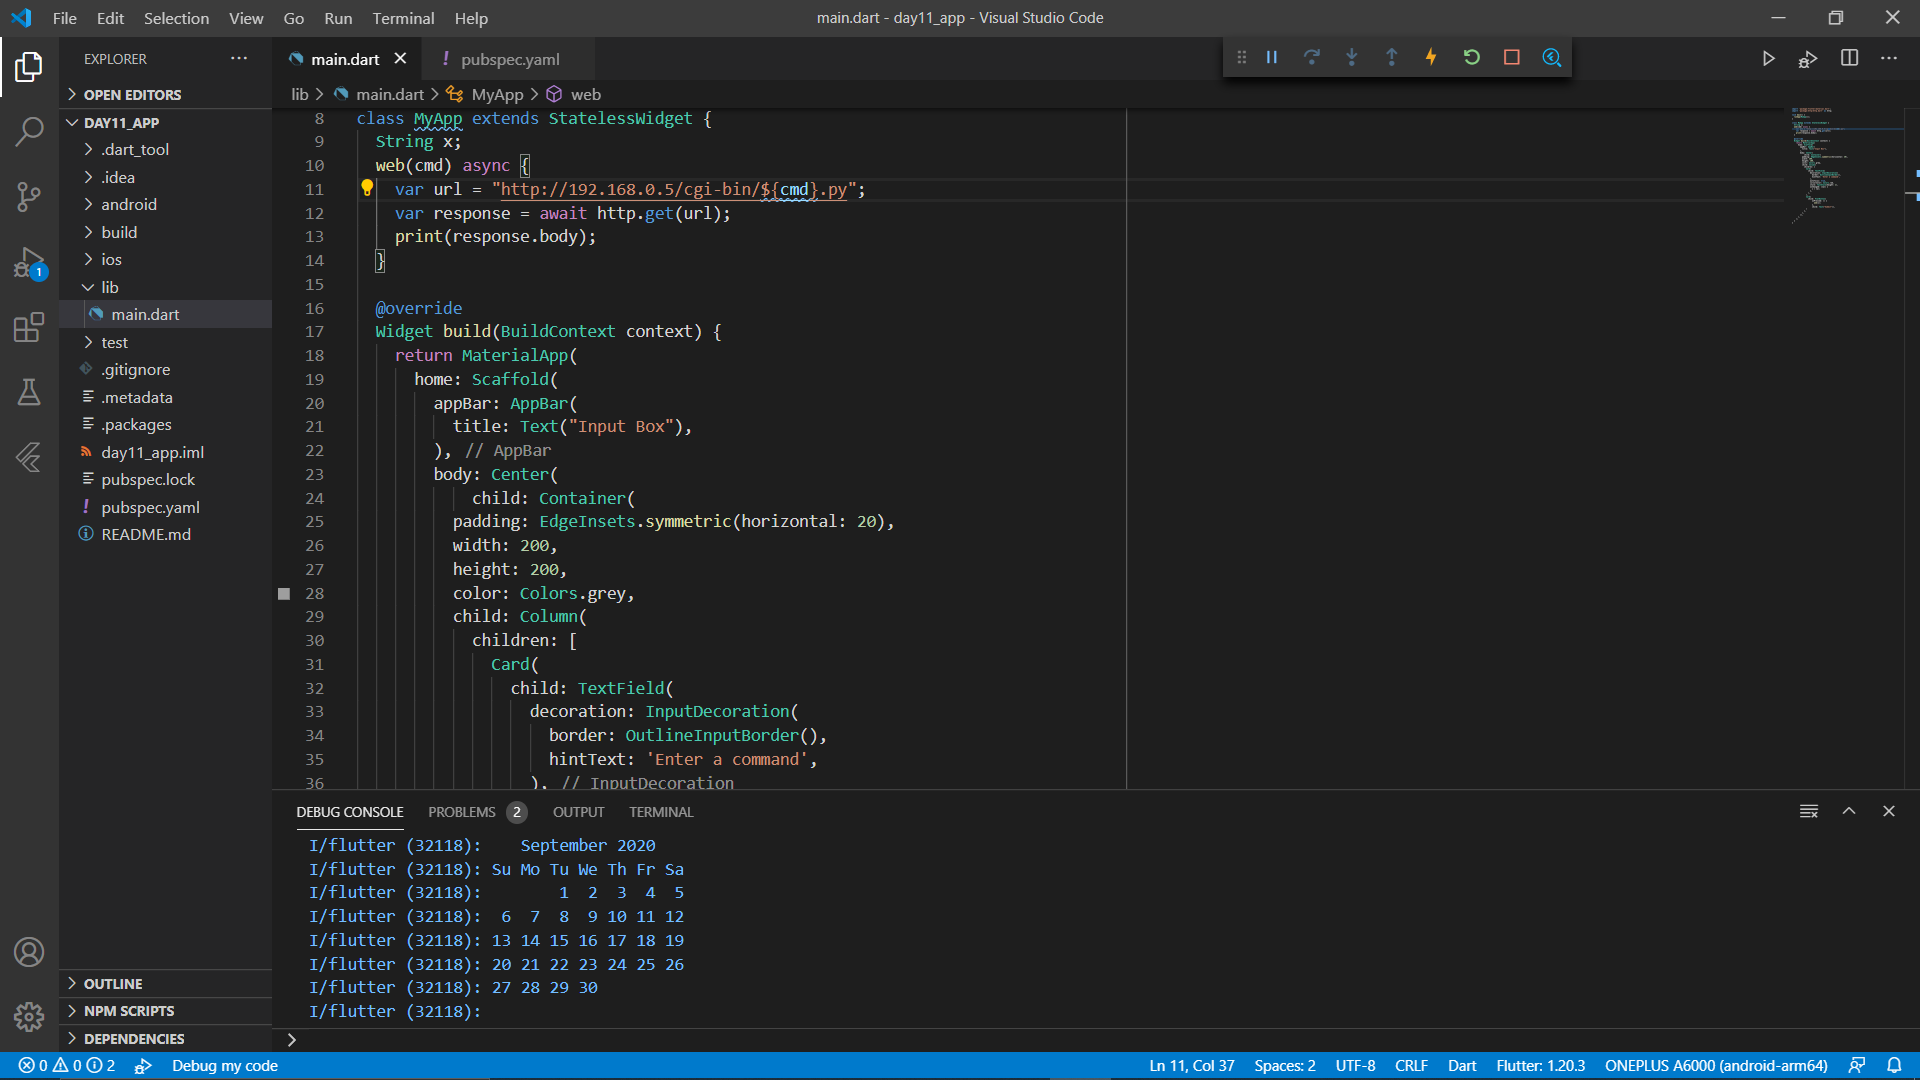 File Edit Selection View Go Run Terminal Help
main.dart - day11_app - Visual Studio Code
EXPLORER
OPEN EDITORS
DAY11_APP
.dart_tool
.idea
android
build
ios
lib
main.dart
test
.gitignore
.metadata
.packages
day11_app.iml
pubspec.lock
! pubspec.yaml
README.md
OUTLINE
NPM SCRIPTS
DEPENDENCIES
1
main.dart
! pubspec.yaml
lib > main.dart > MyApp > web
8 class MyApp extends StatelessWidget {
9 String x;
10 web(cmd) async {
11 var url = "http://192.168.0.5/cgi-bin/${cmd}.py";
12 var response = await http.get(url);
13 print(response.body);
14 }
15
16 @override
17 Widget build(BuildContext context) {
18 return MaterialApp(
19 home: Scaffold(
20 appBar: AppBar(
21 title: Text("Input Box"),
22 ), // AppBar
23 body: Center(
24 child: Container(
25 padding: EdgeInsets.symmetric(horizontal: 20),
26 width: 200,
27 height: 200,
28 color: Colors.grey,
29 child: Column(
30 children: [
31 Card(
32 child: TextField(
33 decoration: InputDecoration(
34 border: OutlineInputBorder(),
35 hintText: 'Enter a command',
36 ), // InputDecoration
DEBUG CONSOLE PROBLEMS 2 OUTPUT TERMINAL
I/flutter (32118):    September 2020
I/flutter (32118): Su Mo Tu We Th Fr Sa
I/flutter (32118):        1  2  3  4  5
I/flutter (32118):  6  7  8  9 10 11 12
I/flutter (32118): 13 14 15 16 17 18 19
I/flutter (32118): 20 21 22 23 24 25 26
I/flutter (32118): 27 28 29 30
I/flutter (32118):
>
0 0 2 Debug my code Ln 11, Col 37 Spaces: 2 UTF-8 CRLF Dart Flutter: 1.20.3 ONEPLUS A6000 (android-arm64)